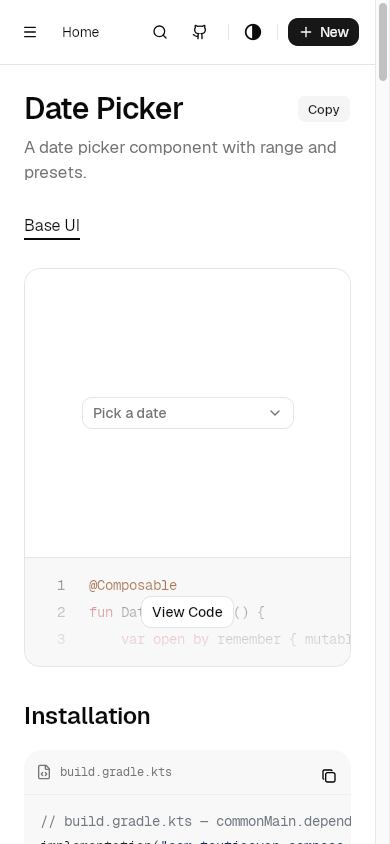 Home
New
Date Picker
Copy
A date picker component with range and
presets.
Base UI
Pick a date
1 @Composable
2 fun Dat () {
View Code
3 var open by remember { mutabl
Installation
build.gradle.kts
// build.gradle.kts — commonMain.depend